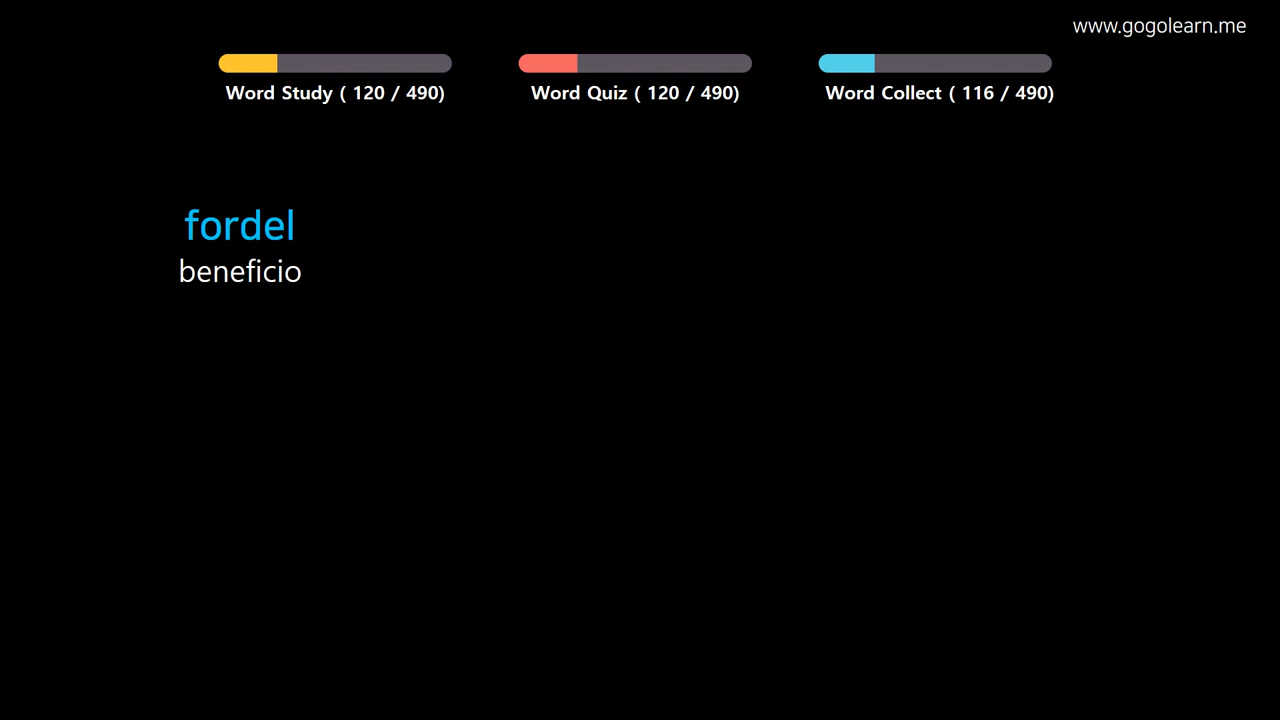 www.gogolearn.me
Word Study ( 120 / 490)
Word Quiz ( 120 / 490)
Word Collect ( 116 / 490)
fordel
beneficio